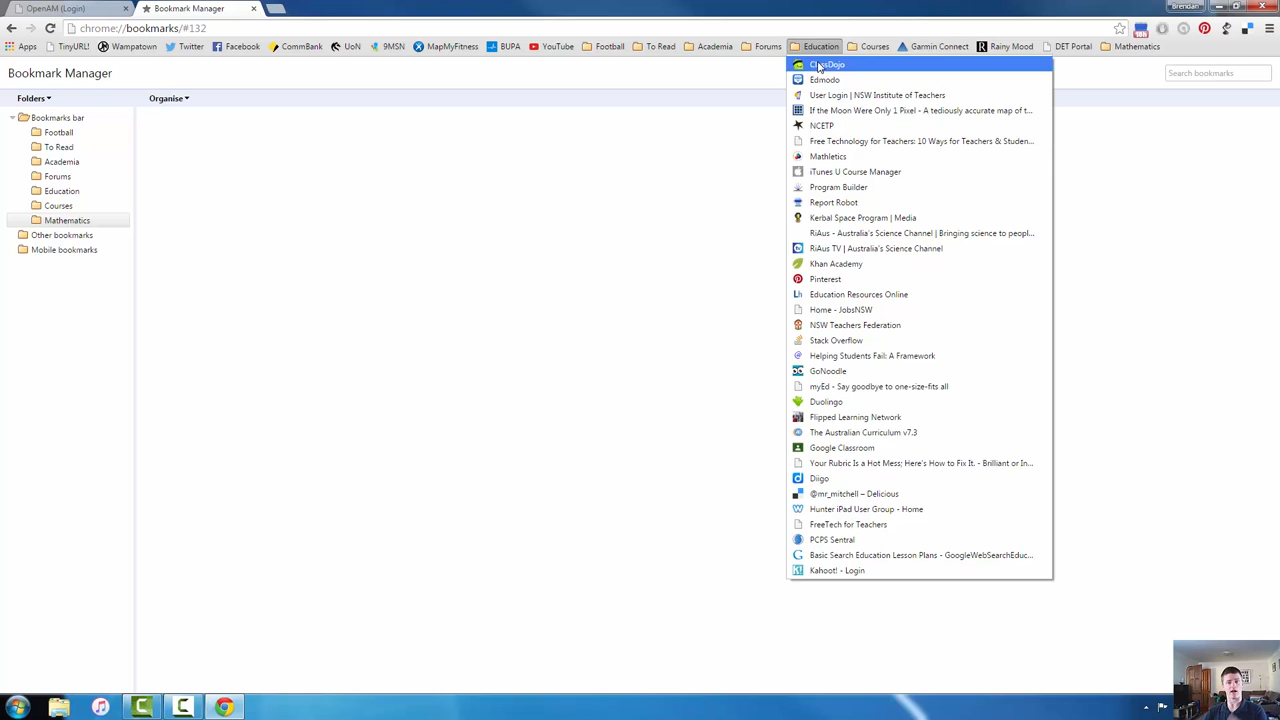 OpenAM (Login)
Bookmark Manager
Brendan
chrome://bookmarks/#132
Apps
TinyURL!
Wampatown
Twitter
Facebook
CommBank
UoN
9MSN
MapMyFitness
BUPA
YouTube
Football
To Read
Academia
Forums
Education
Courses
Garmin Connect
Rainy Mood
DET Portal
Mathematics
Bookmark Manager
Search bookmarks
Folders
Organise
Bookmarks bar
Football
To Read
Academia
Forums
Education
Courses
Mathematics
Other bookmarks
Mobile bookmarks
ClassDojo
Edmodo
User Login | NSW Institute of Teachers
If the Moon Were Only 1 Pixel - A tediously accurate map of t...
NCETP
Free Technology for Teachers: 10 Ways for Teachers & Studen...
Mathletics
iTunes U Course Manager
Program Builder
Report Robot
Kerbal Space Program | Media
RiAus - Australia's Science Channel | Bringing science to peopl...
RiAus TV | Australia's Science Channel
Khan Academy
Pinterest
Education Resources Online
Home - JobsNSW
NSW Teachers Federation
Stack Overflow
Helping Students Fail: A Framework
GoNoodle
myEd - Say goodbye to one-size-fits all
Duolingo
Flipped Learning Network
The Australian Curriculum v7.3
Google Classroom
Your Rubric Is a Hot Mess; Here's How to Fix It. - Brilliant or In...
Diigo
@mr_mitchell – Delicious
Hunter iPad User Group - Home
FreeTech for Teachers
PCPS Sentral
Basic Search Education Lesson Plans - GoogleWebSearchEduc...
Kahoot! - Login